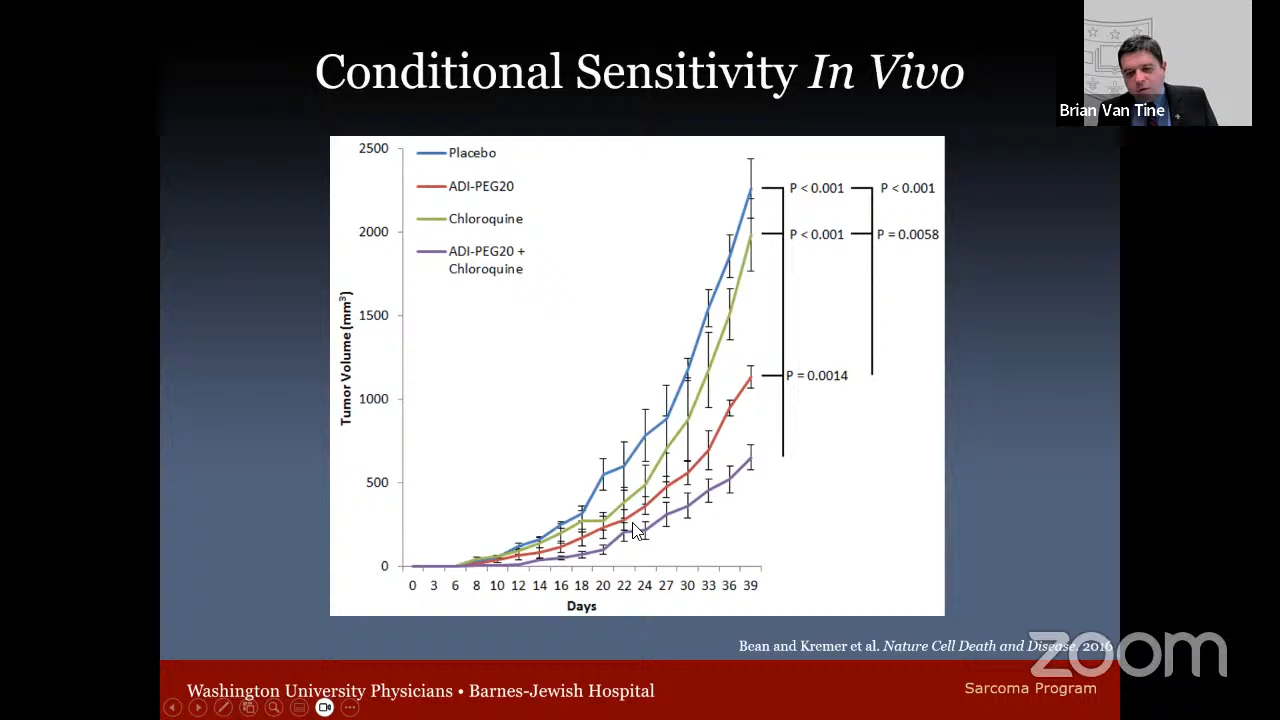 Conditional Sensitivity In Vivo
Brian Van Tine
2500
2000
1500
1000
500
0
Tumor Volume (mm³)
Placebo
ADI-PEG20
Chloroquine
ADI-PEG20 +
Chloroquine
P < 0.001
P < 0.001
P < 0.001
P = 0.0058
P = 0.0014
0 3 6 8 10 12 14 16 18 20 22 24 27 30 33 36 39
Days
Bean and Kremer et al. Nature Cell Death and Disease. 2016
zoom
Washington University Physicians • Barnes-Jewish Hospital
Sarcoma Program